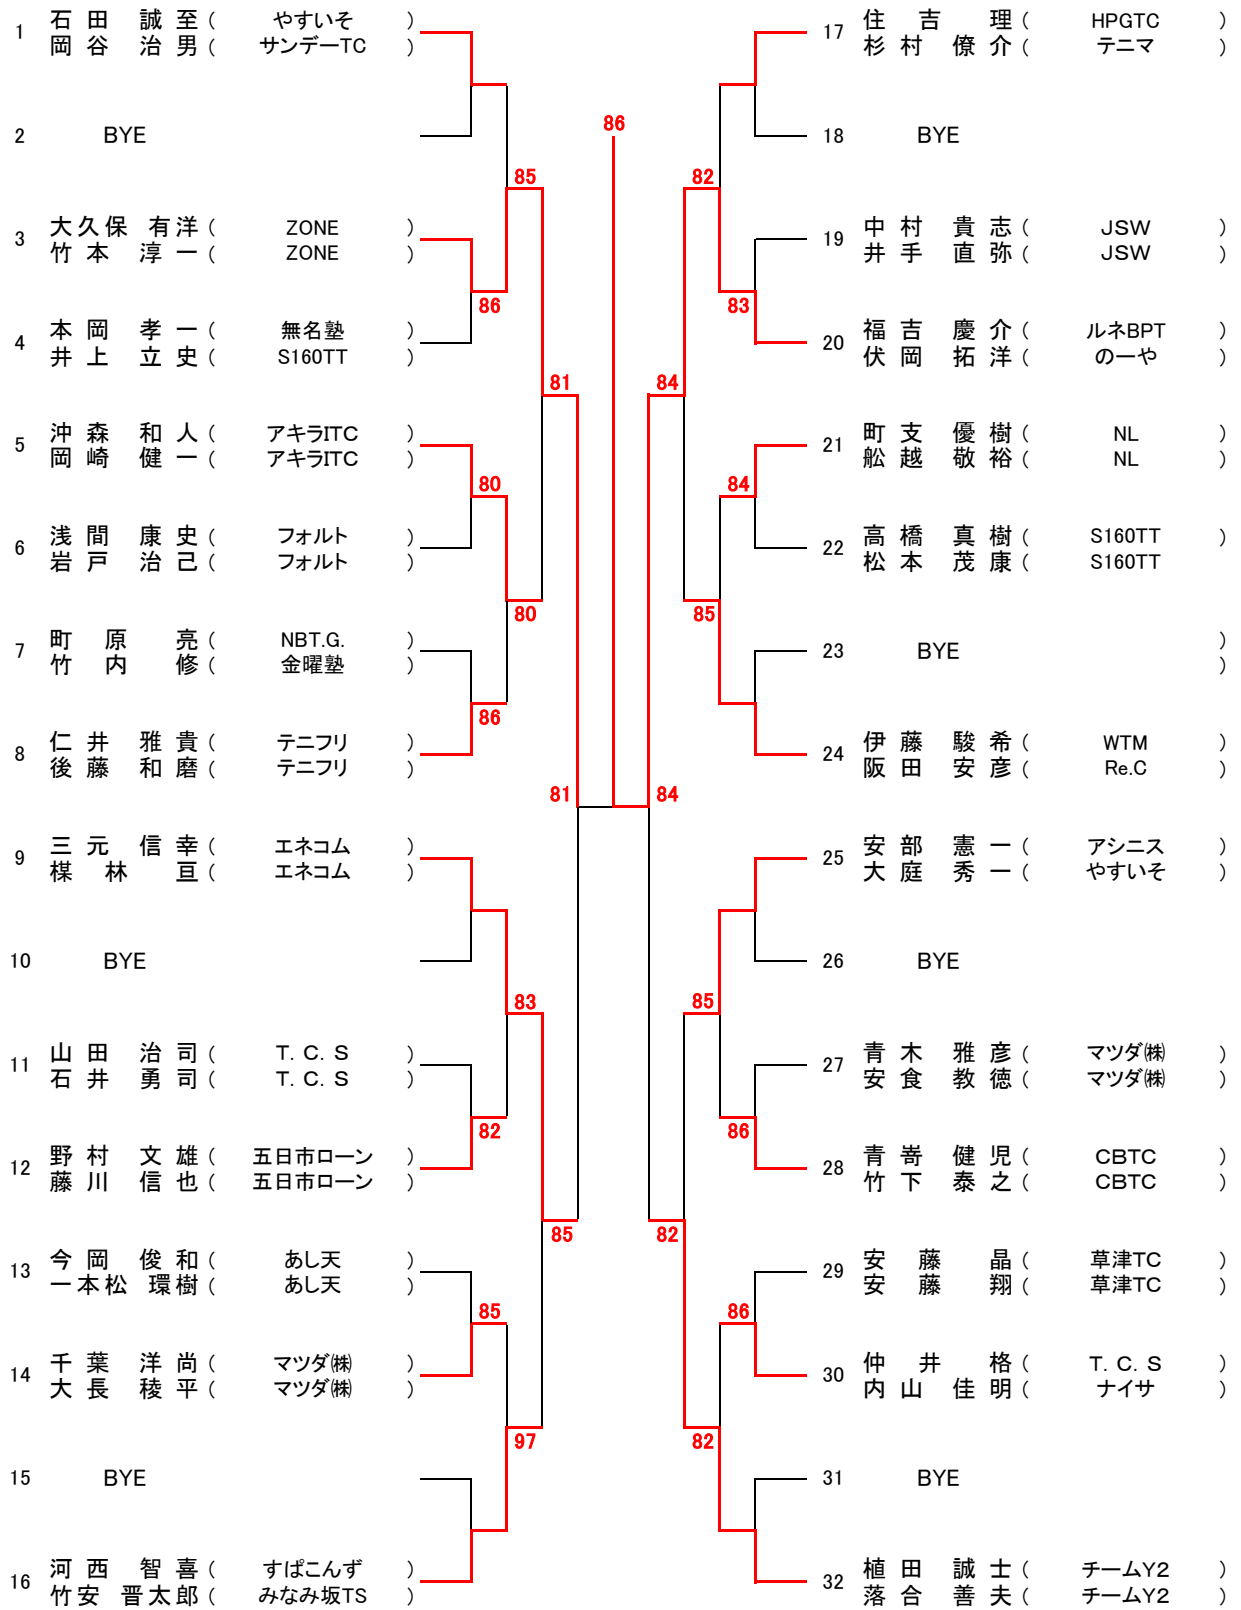 1 石田 誠至 ( やすいそ )
岡谷 治男 ( サンデーTC )
2 BYE
85
3 大久保 有洋 ( ZONE )
竹本 淳一 ( ZONE )
86
4 本岡 孝一 ( 無名塾 )
井上 立史 ( S160TT )
81
5 沖森 和人 ( アキラITC )
岡崎 健一 ( アキラITC )
80
6 浅間 康史 ( フォルト )
岩戸 治己 ( フォルト )
80
7 町原 亮 ( NBT.G. )
竹内 修 ( 金曜塾 )
86
8 仁井 雅貴 ( テニフリ )
後藤 和磨 ( テニフリ )
81
9 三元 信幸 ( エネコム )
楳林 亘 ( エネコム )
10 BYE
83
11 山田 治司 ( T.C.S )
石井 勇司 ( T.C.S )
82
12 野村 文雄 ( 五日市ローン )
藤川 信也 ( 五日市ローン )
85
13 今岡 俊和 ( あし天 )
一本松 環樹 ( あし天 )
85
14 千葉 洋尚 ( マツダ㈱ )
大長 稜平 ( マツダ㈱ )
97
15 BYE
16 河西 智喜 ( すぱこんず )
竹安 晋太郎 ( みなみ坂TS )
86
17 住吉 理 ( HPGTC )
杉村 僚介 ( テニマ )
18 BYE
82
19 中村 貴志 ( JSW )
井手 直弥 ( JSW )
83
20 福吉 慶介 ( ルネBPT )
伏岡 拓洋 ( のーや )
84
21 町支 優樹 ( NL )
舩越 敬裕 ( NL )
84
22 高橋 真樹 ( S160TT )
松本 茂康 ( S160TT
85
23 BYE )
)
24 伊藤 駿希 ( WTM )
阪田 安彦 ( Re.C )
84
25 安部 憲一 ( アシニス )
大庭 秀一 ( やすいそ )
26 BYE
85
27 青木 雅彦 ( マツダ㈱ )
安食 教徳 ( マツダ㈱ )
86
28 青嵜 健児 ( CBTC )
竹下 泰之 ( CBTC )
82
29 安藤 晶 ( 草津TC )
安藤 翔 ( 草津TC )
86
30 仲井 格 ( T.C.S )
内山 佳明 ( ナイサ )
82
31 BYE
32 植田 誠士 ( チームY2 )
落合 善夫 ( チームY2 )